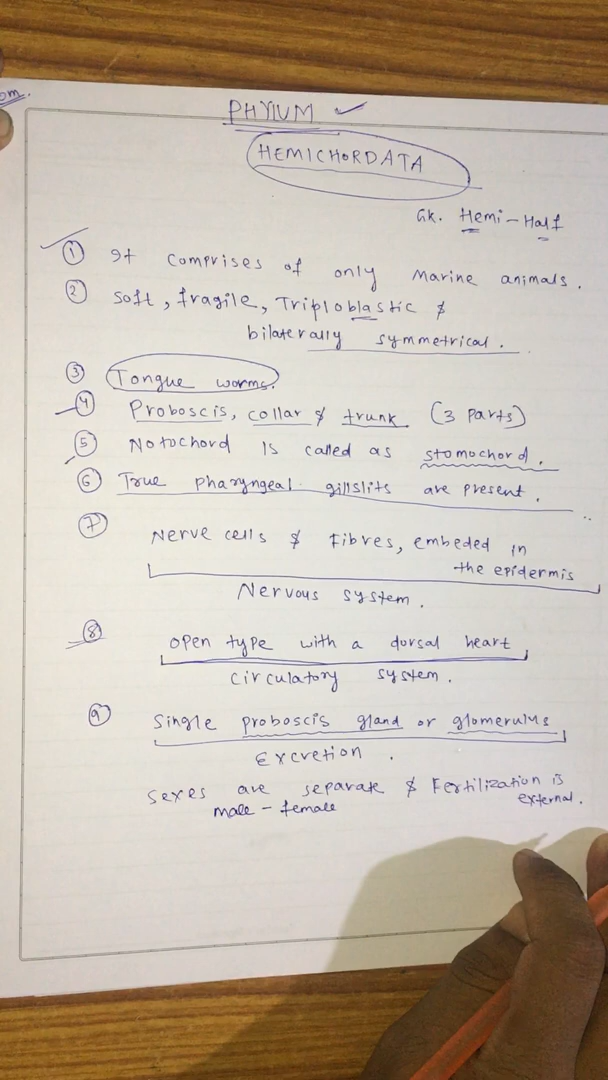 om.
PHYlUM
HEMICHORDATA
Gk. Hemi - Half
① It comprises of only Marine animals.
② Soft, fragile, Triploblastic &
bilaterally symmetrical.
③ Tongue worms.
④ Proboscis, collar & trunk (3 parts)
⑤ Notochord Is called as stomochord.
⑥ True pharyngeal gillslits are present.
⑦ Nerve cells & Fibres, embeded in
the epidermis
Nervous system.
⑧ open type with a dorsal heart
Circulatory system.
⑨ Single proboscis gland or glomerulus
Excretion.
Sexes are separate & Fertilization is
male - female external.